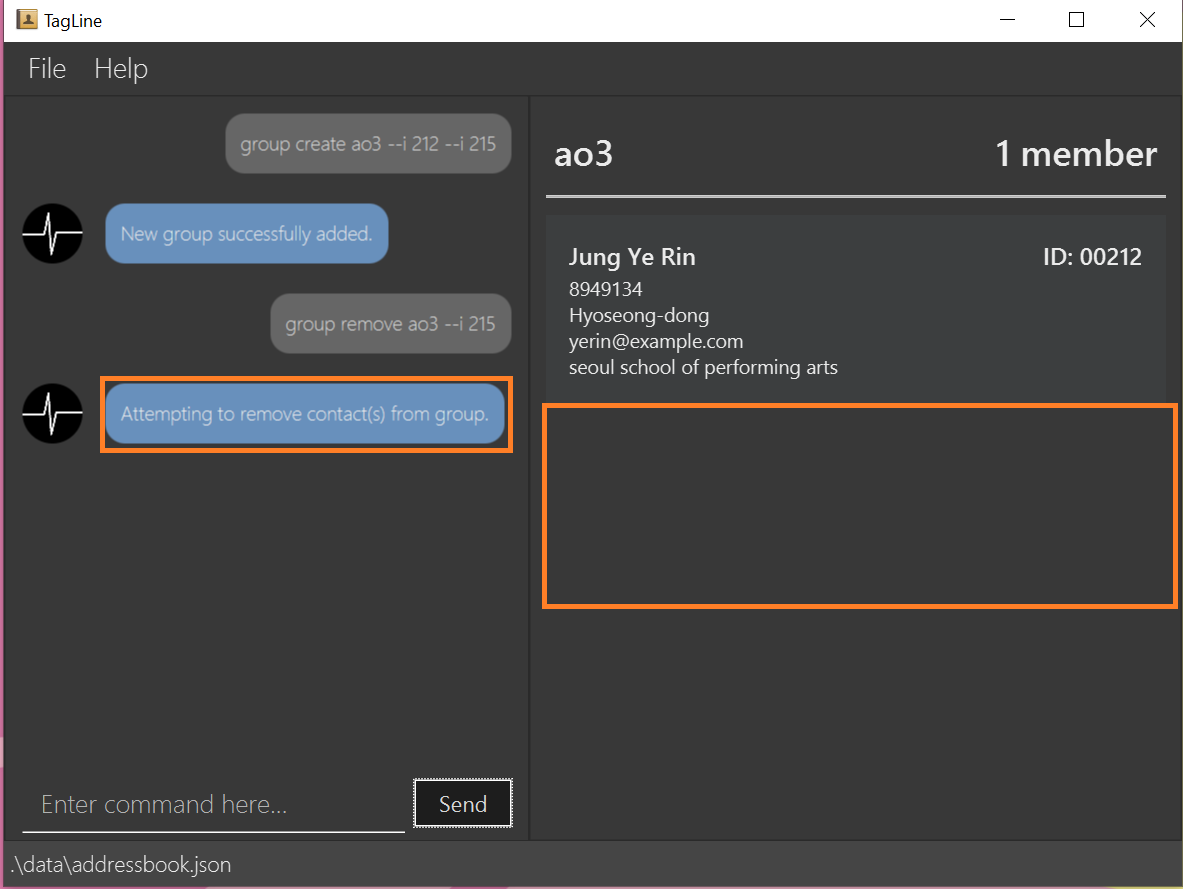 TagLine
File Help
group create ao3 --i 212 --i 215
New group successfully added.
group remove ao3 --i 215
Attempting to remove contact(s) from group.
Enter command here...
Send
ao3
1 member
Jung Ye Rin
ID: 00212
8949134
Hyoseong-dong
yerin@example.com
seoul school of performing arts
.\data\addressbook.json